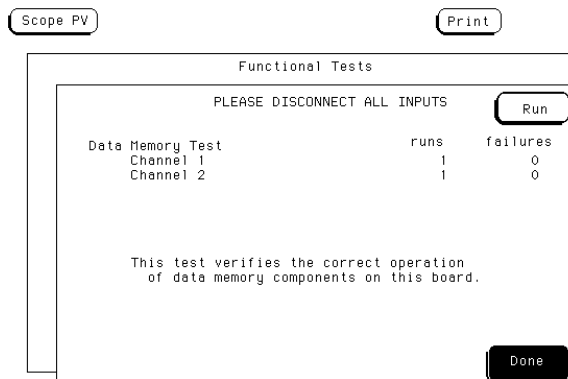 Scope PV
Print
Functional Tests
PLEASE DISCONNECT ALL INPUTS
Run
Data Memory Test runs failures
Channel 1 1 0
Channel 2 1 0
This test verifies the correct operation
of data memory components on this board.
Done